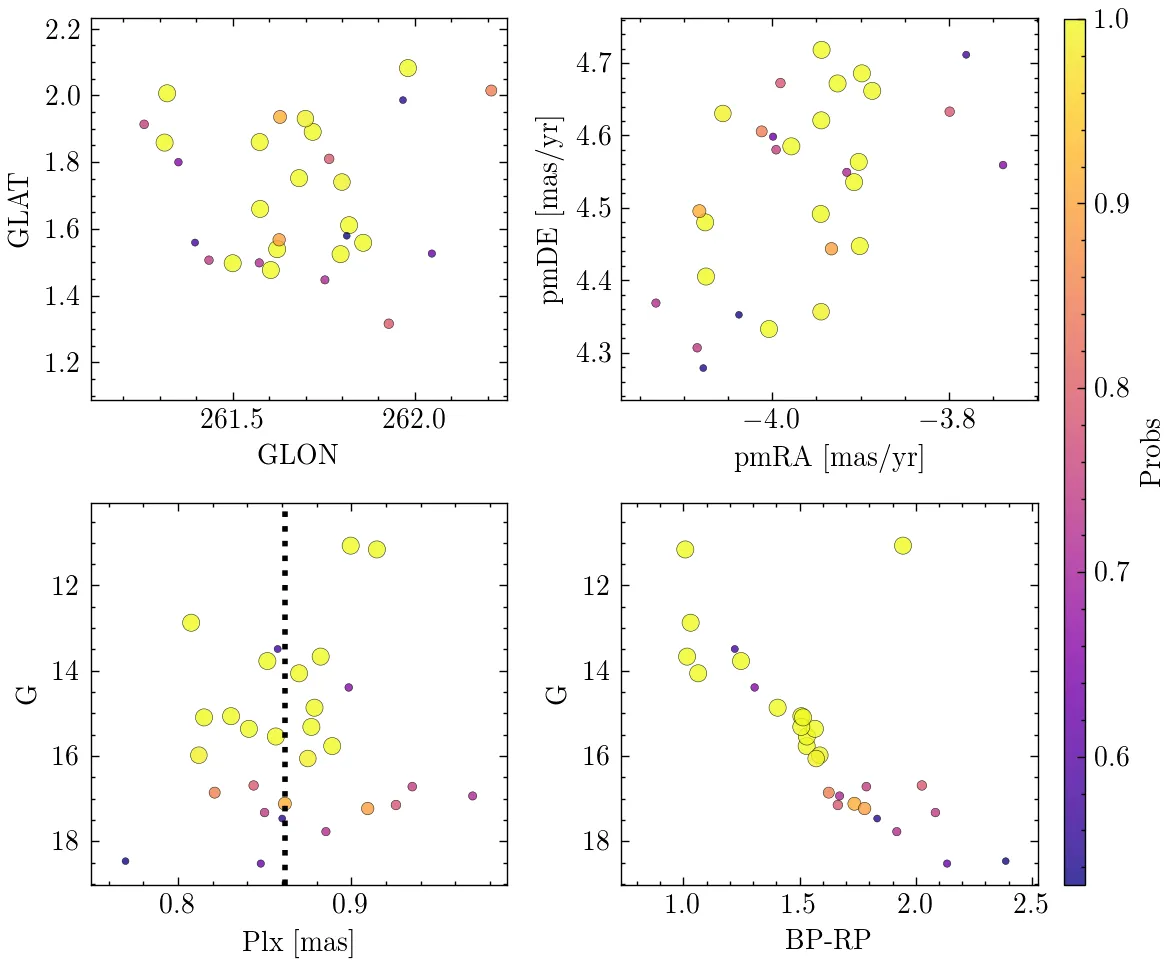 2.2
2.0
1.8
1.6
1.4
1.2
GLAT
261.5 262.0
GLON
4.7
4.6
4.5
4.4
4.3
pmDE [mas/yr]
−4.0 −3.8
pmRA [mas/yr]
12
14
16
18
G
0.8 0.9
Plx [mas]
12
14
16
18
G
1.0 1.5 2.0 2.5
BP-RP
1.0
0.9
0.8
0.7
0.6
Probs